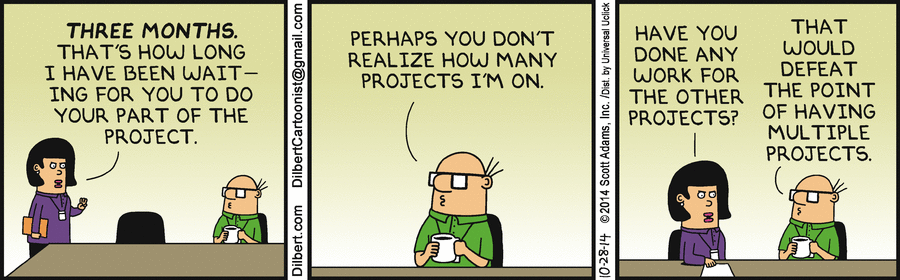 THREE MONTHS.
THAT'S HOW LONG
I HAVE BEEN WAIT–
ING FOR YOU TO DO
YOUR PART OF THE
PROJECT.
Dilbert.com DilbertCartoonist@gmail.com
PERHAPS YOU DON'T
REALIZE HOW MANY
PROJECTS I'M ON.
10-28-14 ©2014 Scott Adams, Inc. /Dist. by Universal Uclick
HAVE YOU
DONE ANY
WORK FOR
THE OTHER
PROJECTS?
THAT
WOULD
DEFEAT
THE POINT
OF HAVING
MULTIPLE
PROJECTS.